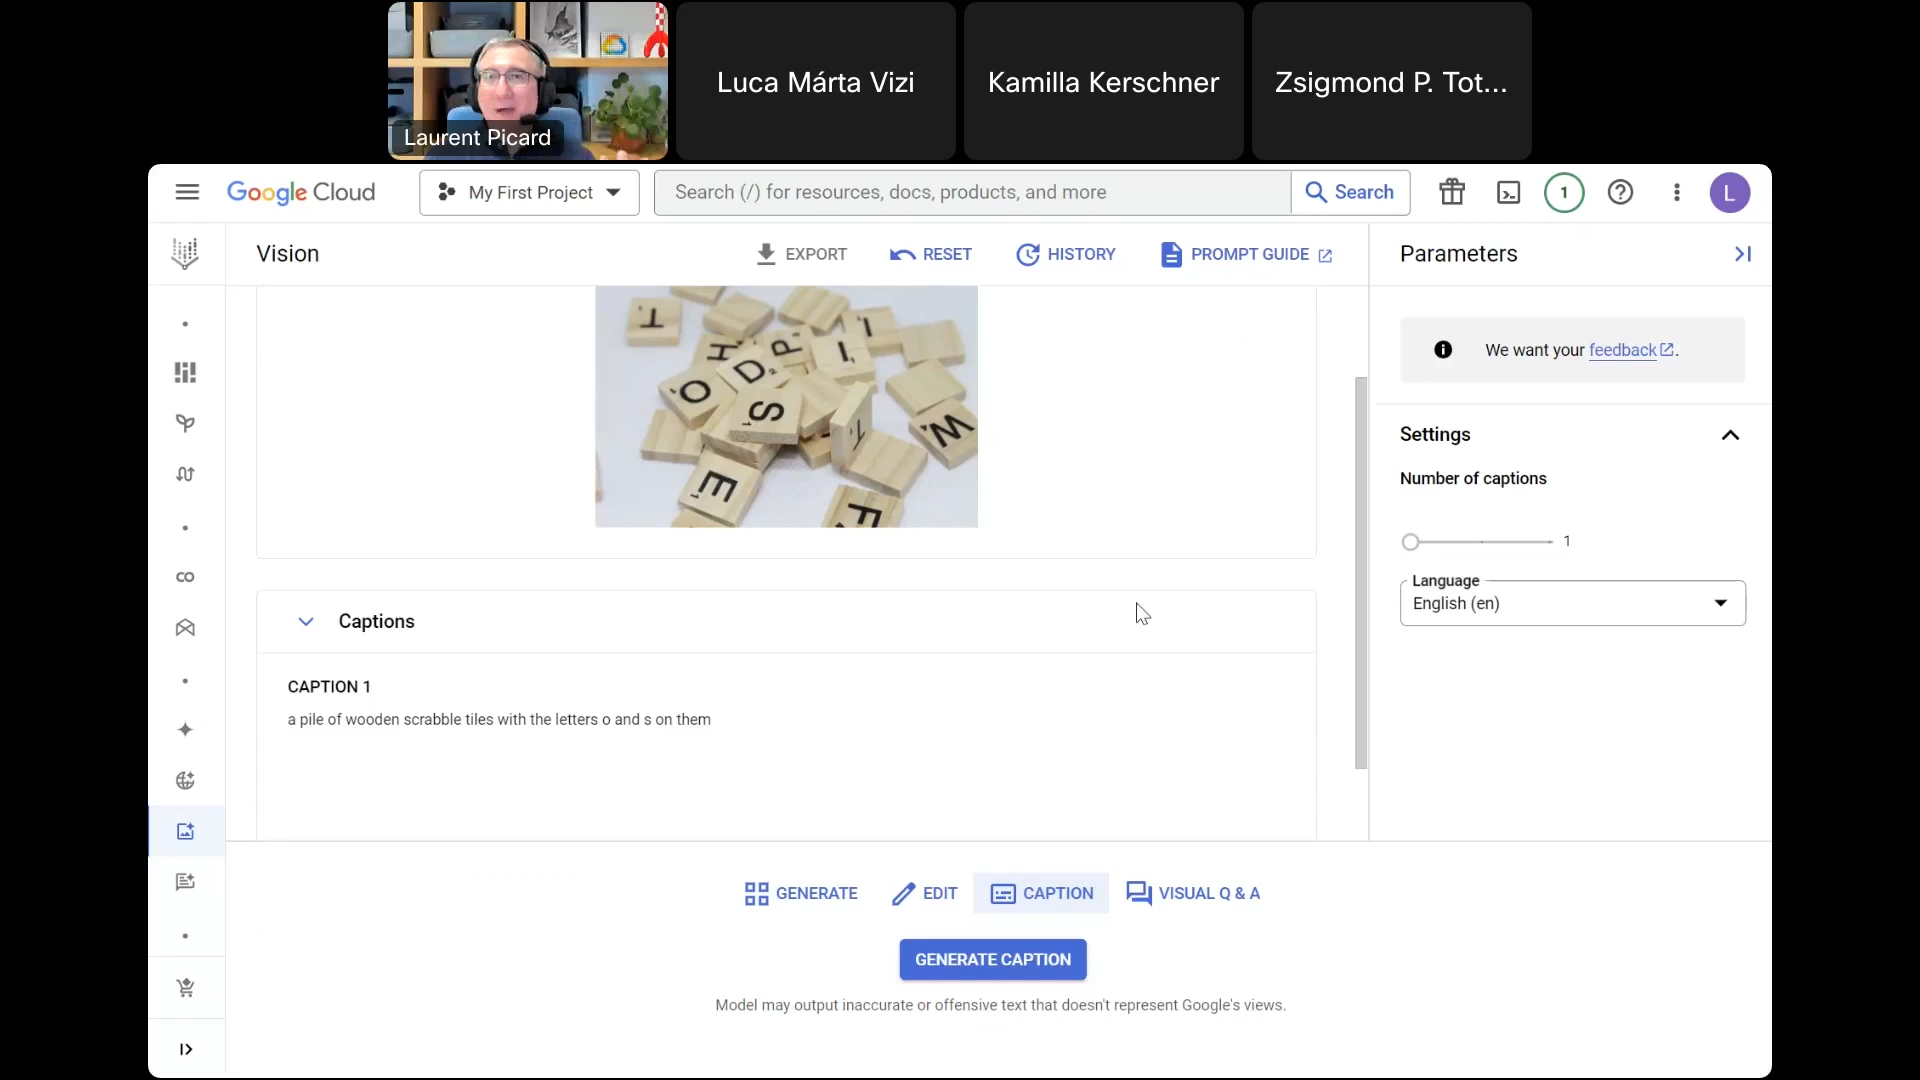 Laurent Picard
Luca Márta Vizi
Kamilla Kerschner
Zsigmond P. Tot...
Google Cloud
My First Project
Search (/) for resources, docs, products, and more
Search
1
L
Vision
EXPORT
RESET
HISTORY
PROMPT GUIDE
T
I
H
P
I
D
O
S
W
E
F
Captions
CAPTION 1
a pile of wooden scrabble tiles with the letters o and s on them
GENERATE
EDIT
CAPTION
VISUAL Q & A
GENERATE CAPTION
Model may output inaccurate or offensive text that doesn't represent Google's views.
Parameters
We want your feedback.
Settings
Number of captions
1
Language
English (en)